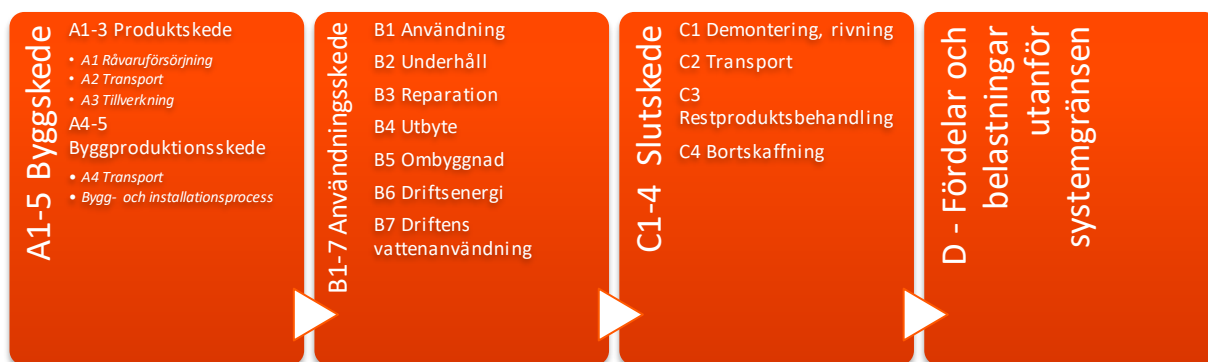 A1-5 Byggskede
A1-3 Produktskede
• A1 Råvaruförsörjning
• A2 Transport
• A3 Tillverkning
A4-5
Byggproduktionsskede
• A4 Transport
• Bygg- och installationsprocess
B1-7 Användningsskede
B1 Användning
B2 Underhåll
B3 Reparation
B4 Utbyte
B5 Ombyggnad
B6 Driftsenergi
B7 Driftens
vattenanvändning
C1-4 Slutskede
C1 Demontering, rivning
C2 Transport
C3
Restproduktsbehandling
C4 Bortskaffning
D - Fördelar och
belastningar
utanför
systemgränsen